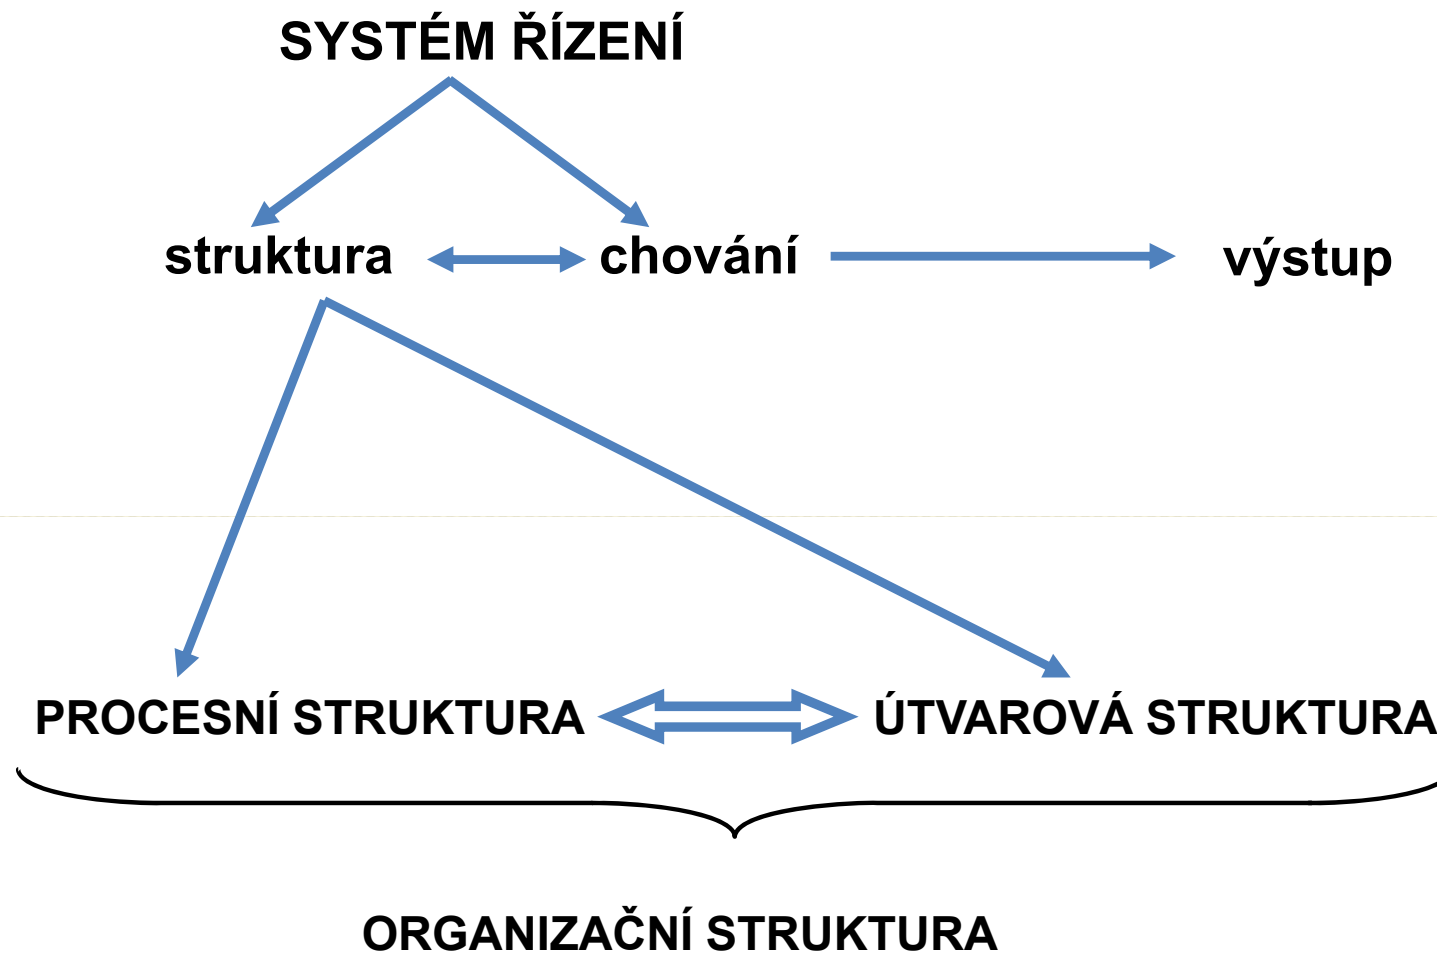 SYSTÉM ŘÍZENÍ
struktura chování výstup
PROCESNÍ STRUKTURA ÚTVAROVÁ STRUKTURA
ORGANIZAČNÍ STRUKTURA